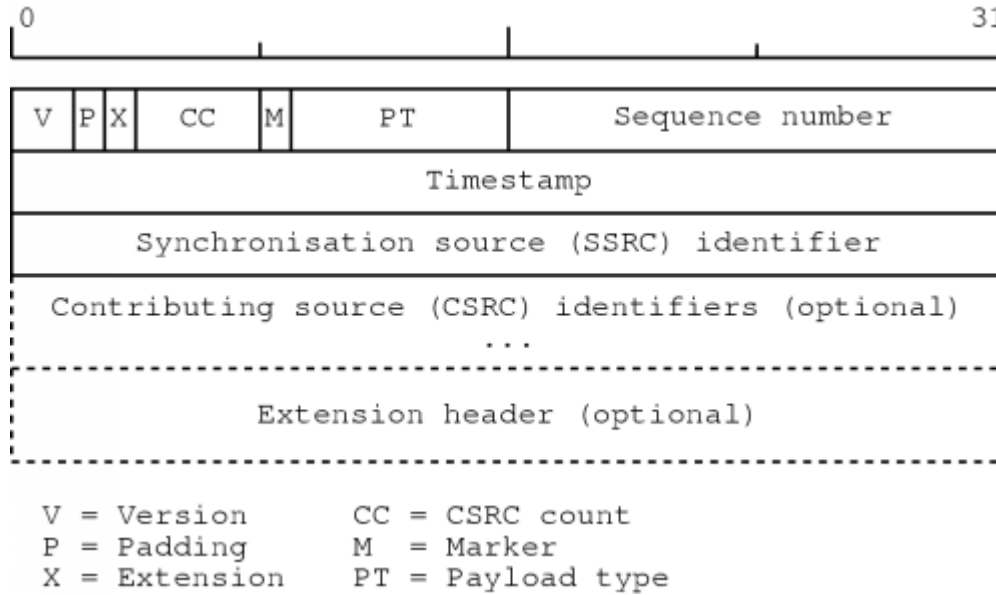 0 31
V P X CC M PT Sequence number
Timestamp
Synchronisation source (SSRC) identifier
Contributing source (CSRC) identifiers (optional)
...
Extension header (optional)
V = Version CC = CSRC count
P = Padding M = Marker
X = Extension PT = Payload type